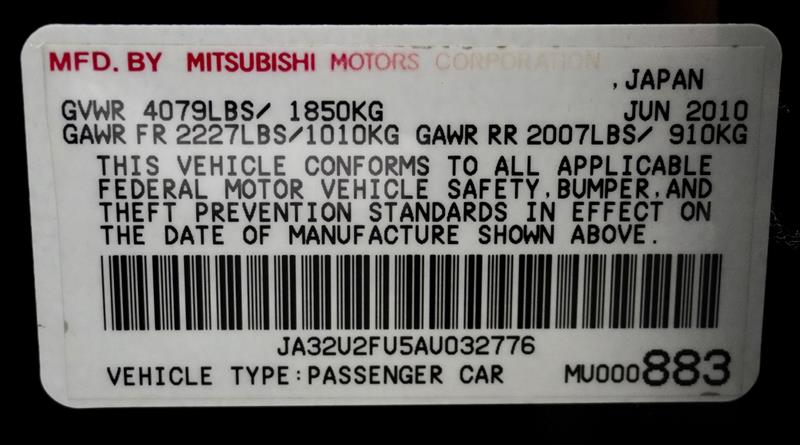 MFD. BY MITSUBISHI MOTORS CORPORATION
, JAPAN
GVWR 4079LBS/ 1850KG JUN 2010
GAWR FR 2227LBS/1010KG GAWR RR 2007LBS/ 910KG
THIS VEHICLE CONFORMS TO ALL APPLICABLE
FEDERAL MOTOR VEHICLE SAFETY,BUMPER,AND
THEFT PREVENTION STANDARDS IN EFFECT ON
THE DATE OF MANUFACTURE SHOWN ABOVE.
JA32U2FU5AU032776
VEHICLE TYPE:PASSENGER CAR MU000883